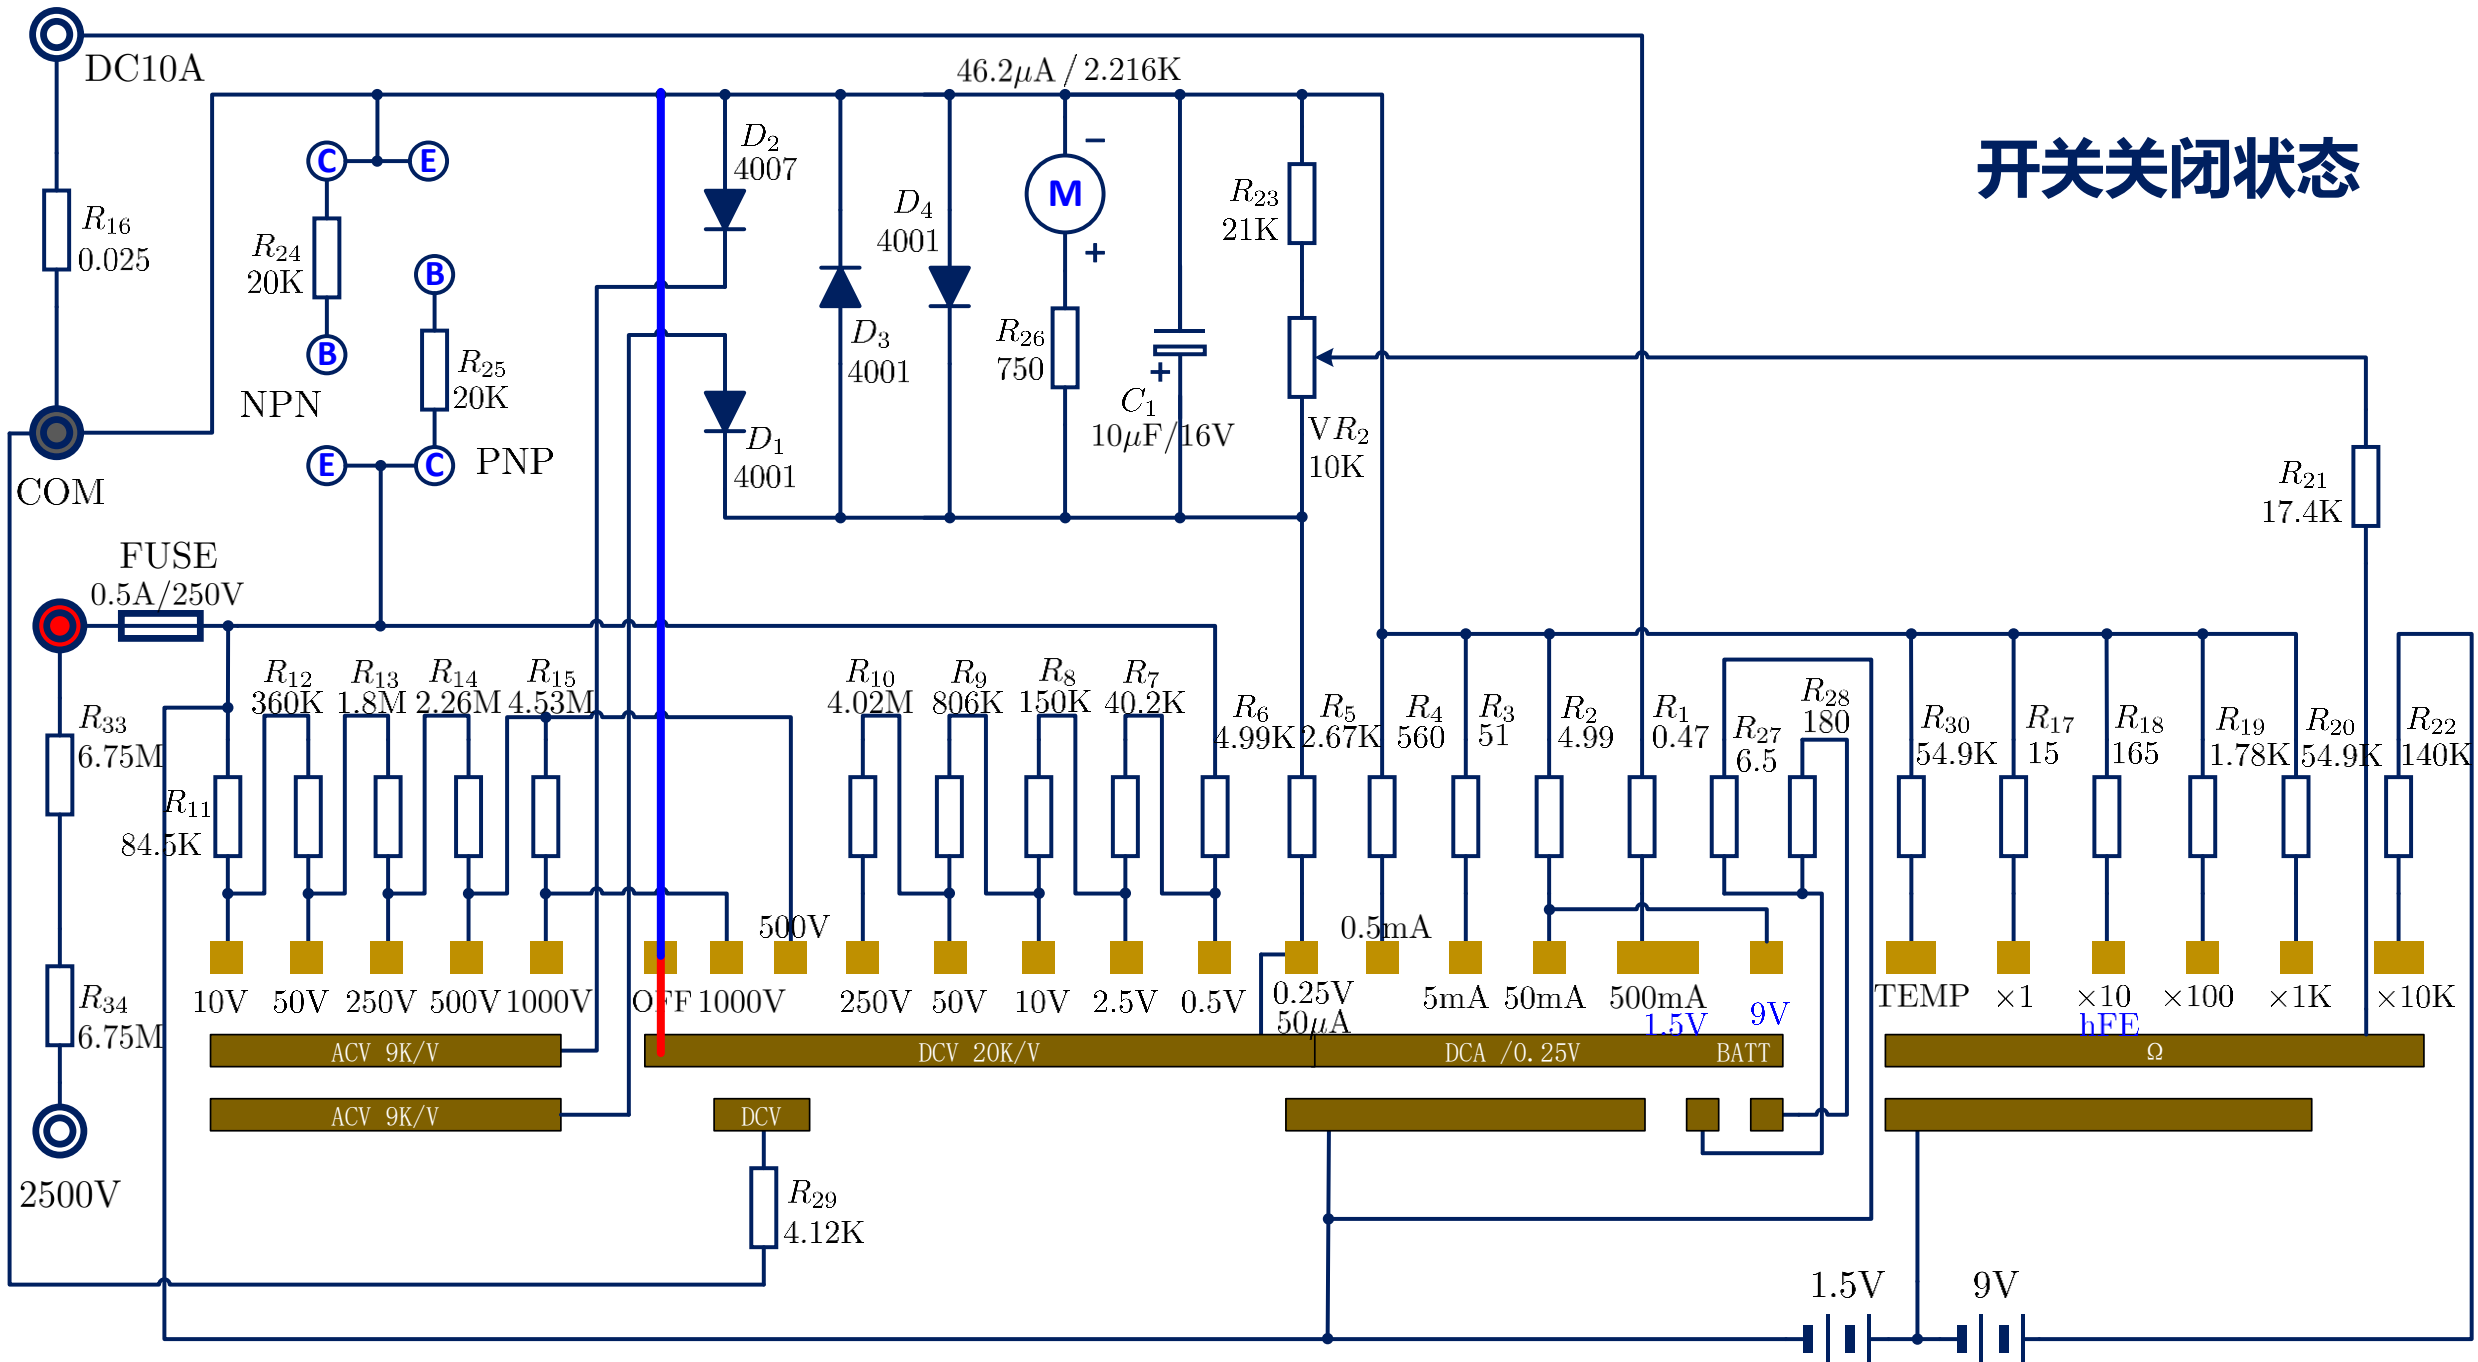 DC10A
46.2μA / 2.216K
开关关闭状态
D2
4007
C
E
R16
0.025
R24
20K
B
D4
4001
M
−
+
R23
21K
B
NPN
R25
20K
D3
4001
R26
750
+
C1
10μF/16V
VR2
10K
D1
4001
E
C
PNP
COM
R21
17.4K
FUSE
0.5A/250V
R12
360K
R13
1.8M
R14
2.26M
R15
4.53M
R10
4.02M
R9
806K
R8
150K
R7
40.2K
R6
4.99K
R5
2.67K
R4
560
R3
51
R2
4.99
R1
0.47
R27
6.5
R28
180
R30
54.9K
R17
15
R18
165
R19
1.78K
R20
54.9K
R22
140K
R33
6.75M
R11
84.5K
500V
0.5mA
10V
50V
250V
500V
1000V
OFF
1000V
250V
50V
10V
2.5V
0.5V
0.25V
50μA
5mA
50mA
500mA
1.5V
9V
TEMP
×1
×10
hFE
×100
×1K
×10K
R34
6.75M
ACV 9K/V
DCV 20K/V
DCA /0.25V
BATT
Ω
ACV 9K/V
DCV
2500V
R29
4.12K
1.5V
9V